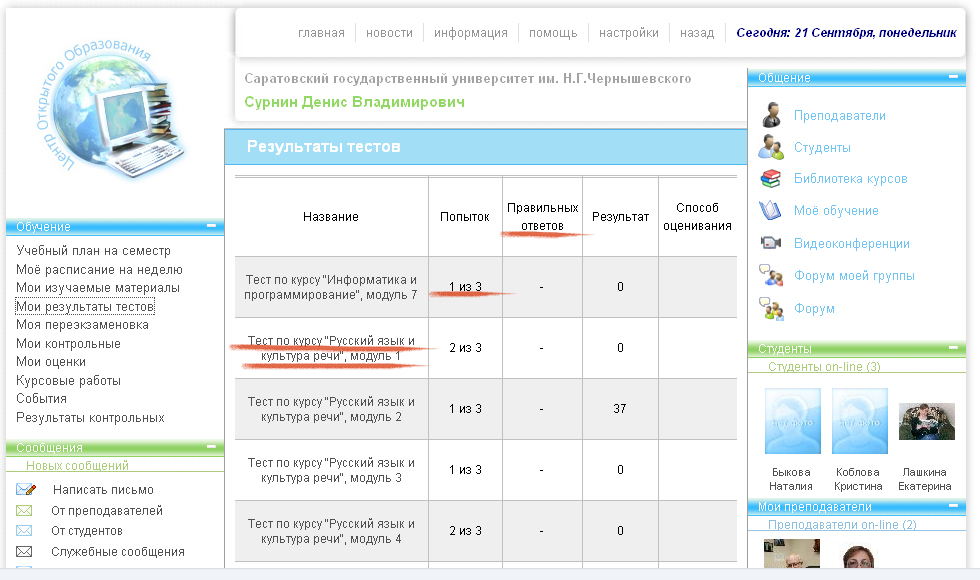 Центр Открытого Образования
главная новости информация помощь настройки назад Сегодня: 21 Сентября, понедельник
Саратовский государственный университет им. Н.Г.Чернышевского
Сурнин Денис Владимирович
Обучение
Учебный план на семестр
Моё расписание на неделю
Мои изучаемые материалы
Мои результаты тестов
Моя переэкзаменовка
Мои контрольные
Мои оценки
Курсовые работы
События
Результаты контрольных
Сообщения
Новых сообщений
Написать письмо
От преподавателей
От студентов
Служебные сообщения
Результаты тестов
Название Попыток Правильных ответов Результат Способ оценивания
Тест по курсу "Информатика и
программирование", модуль 7 1 из 3 - 0
Тест по курсу "Русский язык и
культура речи", модуль 1 2 из 3 - 0
Тест по курсу "Русский язык и
культура речи", модуль 2 1 из 3 - 37
Тест по курсу "Русский язык и
культура речи", модуль 3 1 из 3 - 0
Тест по курсу "Русский язык и
культура речи", модуль 4 2 из 3 - 0
Общение
Преподаватели
Студенты
Библиотека курсов
Моё обучение
Видеоконференции
Форум моей группы
Форум
Студенты
Студенты on-line (3)
НЕТ ФОТО НЕТ ФОТО
Быкова Коблова Лашкина
Наталия Кристина Екатерина
Мои преподаватели
Преподаватели on-line (2)